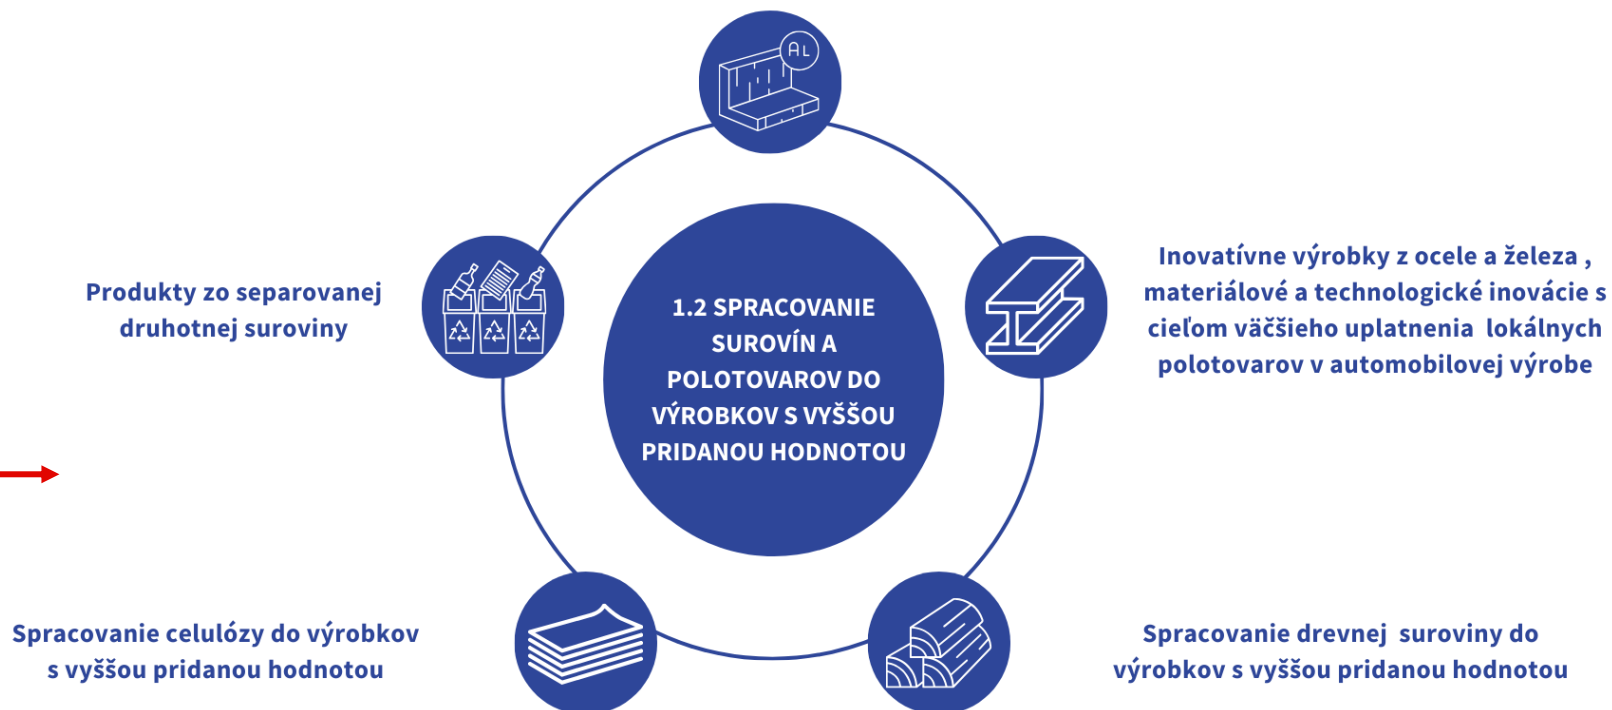 AL
Produkty zo separovanej
druhotnej suroviny
1.2 SPRACOVANIE
SUROVÍN A
POLOTOVAROV DO
VÝROBKOV S VYŠŠOU
PRIDANOU HODNOTOU
Inovatívne výrobky z ocele a železa ,
materiálové a technologické inovácie s
cieľom väčšieho uplatnenia lokálnych
polotovarov v automobilovej výrobe
Spracovanie celulózy do výrobkov
s vyššou pridanou hodnotou
Spracovanie drevnej suroviny do
výrobkov s vyššou pridanou hodnotou